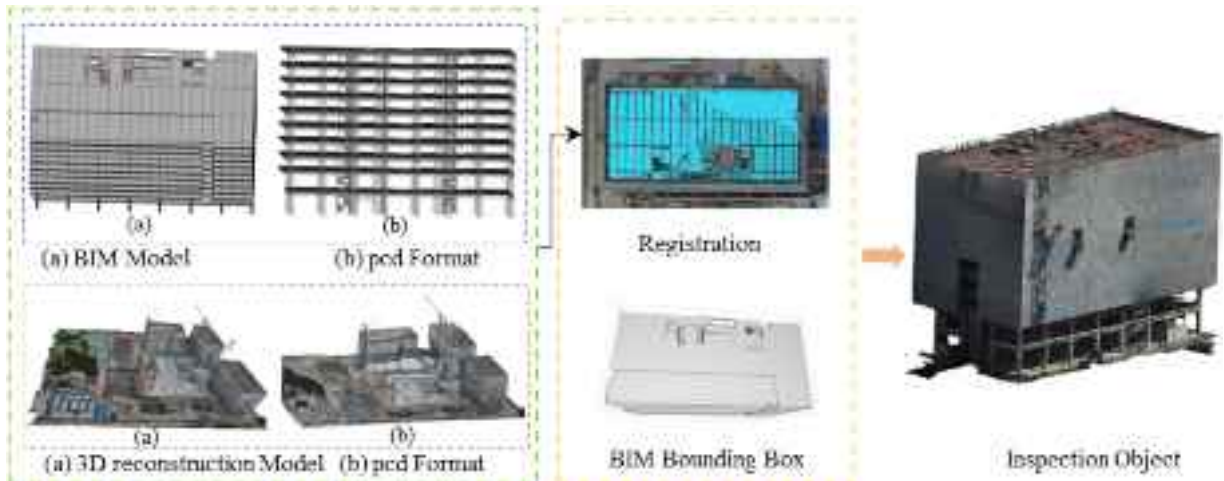 (a)
(b)
(a) BIM Model
(b) pcd Format
(a)
(b)
(a) 3D reconstruction Model
(b) pcd Format
Registration
BIM Bounding Box
Inspection Object